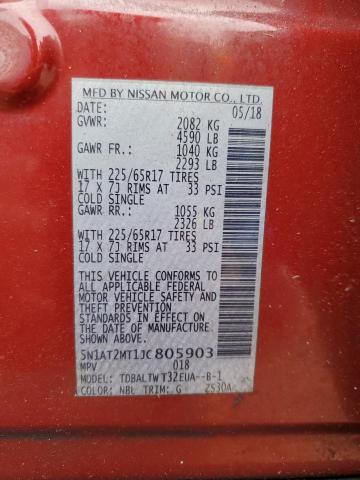 MFD BY NISSAN MOTOR CO., LTD.
DATE: 05/18
GVWR: 2082 KG
4590 LB
GAWR FR: 1040 KG
2293 LB
WITH 225/65R17 TIRES
17 X 7J RIMS AT 33 PSI
COLD SINGLE
GAWR RR: 1055 KG
2326 LB
WITH 225/65R17 TIRES
17 X 7J RIMS AT 33 PSI
COLD SINGLE
THIS VEHICLE CONFORMS TO
ALL APPLICABLE FEDERAL
MOTOR VEHICLE SAFETY
AND THEFT PREVENTION
STANDARDS IN EFFECT ON
THE DATE OF MANUFACTURE
SHOWN ABOVE.
5N1AT2MT1JC805903
MPV 018
MODEL: TDBALTWT32EUA--B-1
COLOR: NBL TRIM: G Z530A